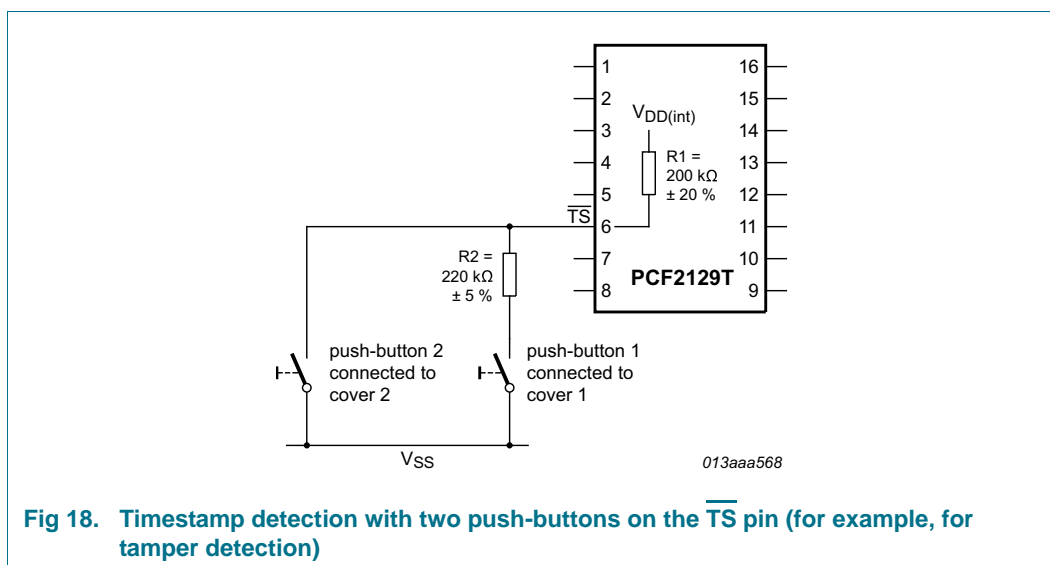 1
2
3
4
5
6
7
8
16
15
14
13
12
11
10
9
VDD(int)
R1 =
200 kΩ
± 20 %
TS
PCF2129T
R2 =
220 kΩ
± 5 %
push-button 2
connected to
cover 2
push-button 1
connected to
cover 1
VSS
013aaa568
Fig 18. Timestamp detection with two push-buttons on the TS pin (for example, for
tamper detection)